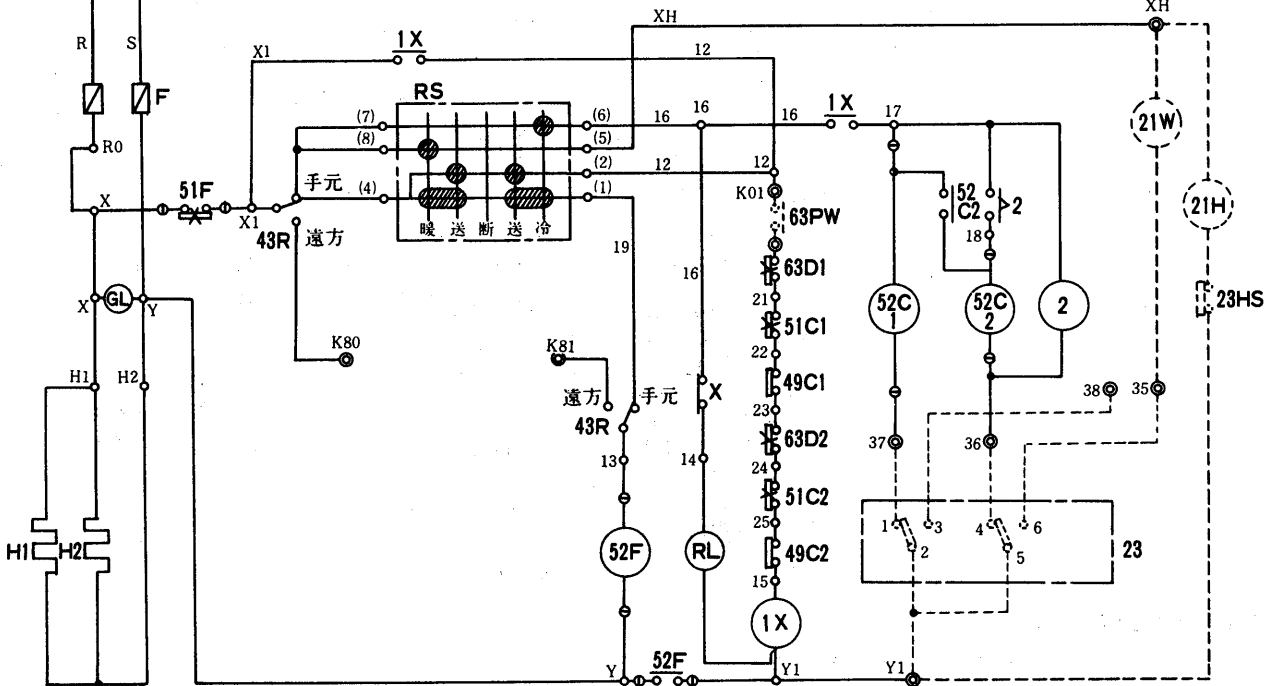 XH
XH
R
S
X1
1X
12
F
RS
(7)
(6)
16
16
16
1X
17
21W
(8)
(5)
R0
(2)
12
12
51F
手元
(4)
(1)
K01
52
C2
2
21H
X
X1
43R
遠方
暖 送 断 送 冷
63PW
18
19
16
63D1
21
52C
1
52C
2
2
23HS
X
GL
Y
51C1
22
K80
K81
49C1
H1
H2
遠方
手元
X
23
38
35
43R
63D2
37
36
13
14
24
51C2
25
1
3
4
6
H1
H2
52F
RL
49C2
2
5
23
15
1X
Y
52F
Y1
Y1